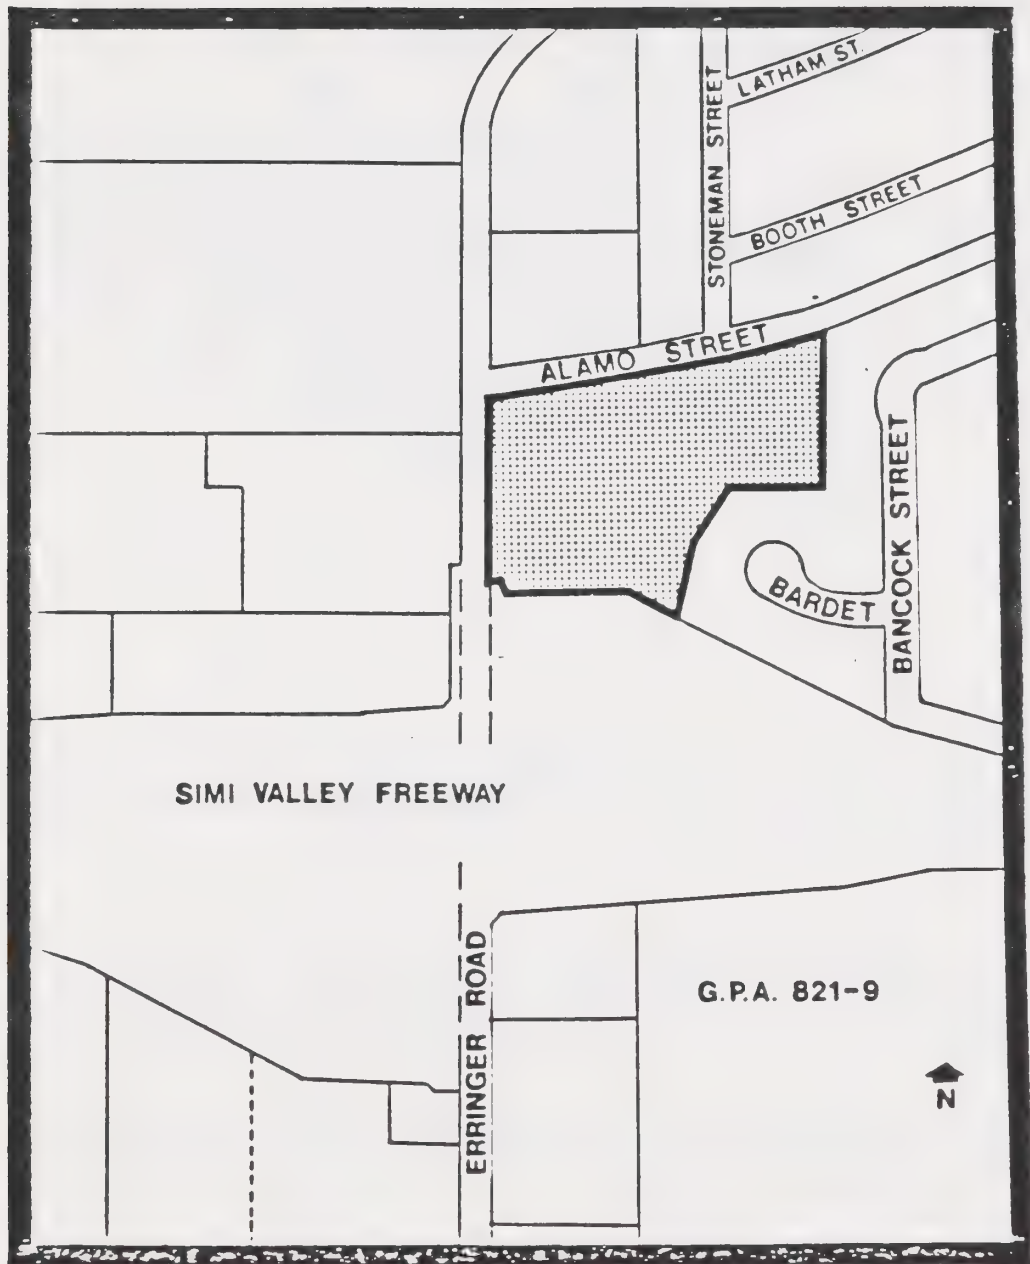 LATHAM ST.
STONEMAN STREET
BOOTH STREET
ALAMO STREET
BANCOCK STREET
BARDET
SIMI VALLEY FREEWAY
ERRINGER ROAD
G.P.A. 821-9
N